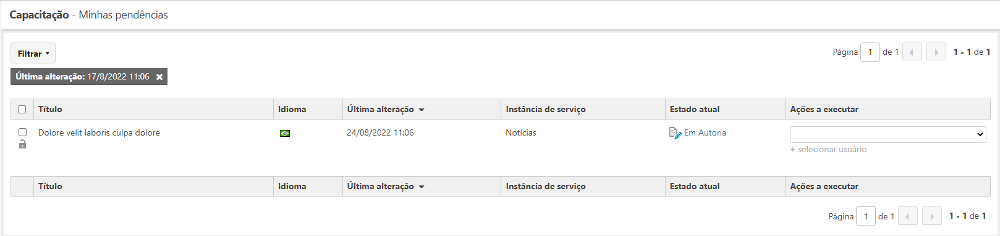 Capacitação - Minhas pendências
Filtrar
Página 1 de 1 1 - 1 de 1
Última alteração: 17/8/2022 11:06 ×
Título Idioma Última alteração Instância de serviço Estado atual Ações a executar
Dolore velit laboris culpa dolore 24/08/2022 11:06 Notícias Em Autoria
+ selecionar usuário
Título Idioma Última alteração Instância de serviço Estado atual Ações a executar
Página 1 de 1 1 - 1 de 1